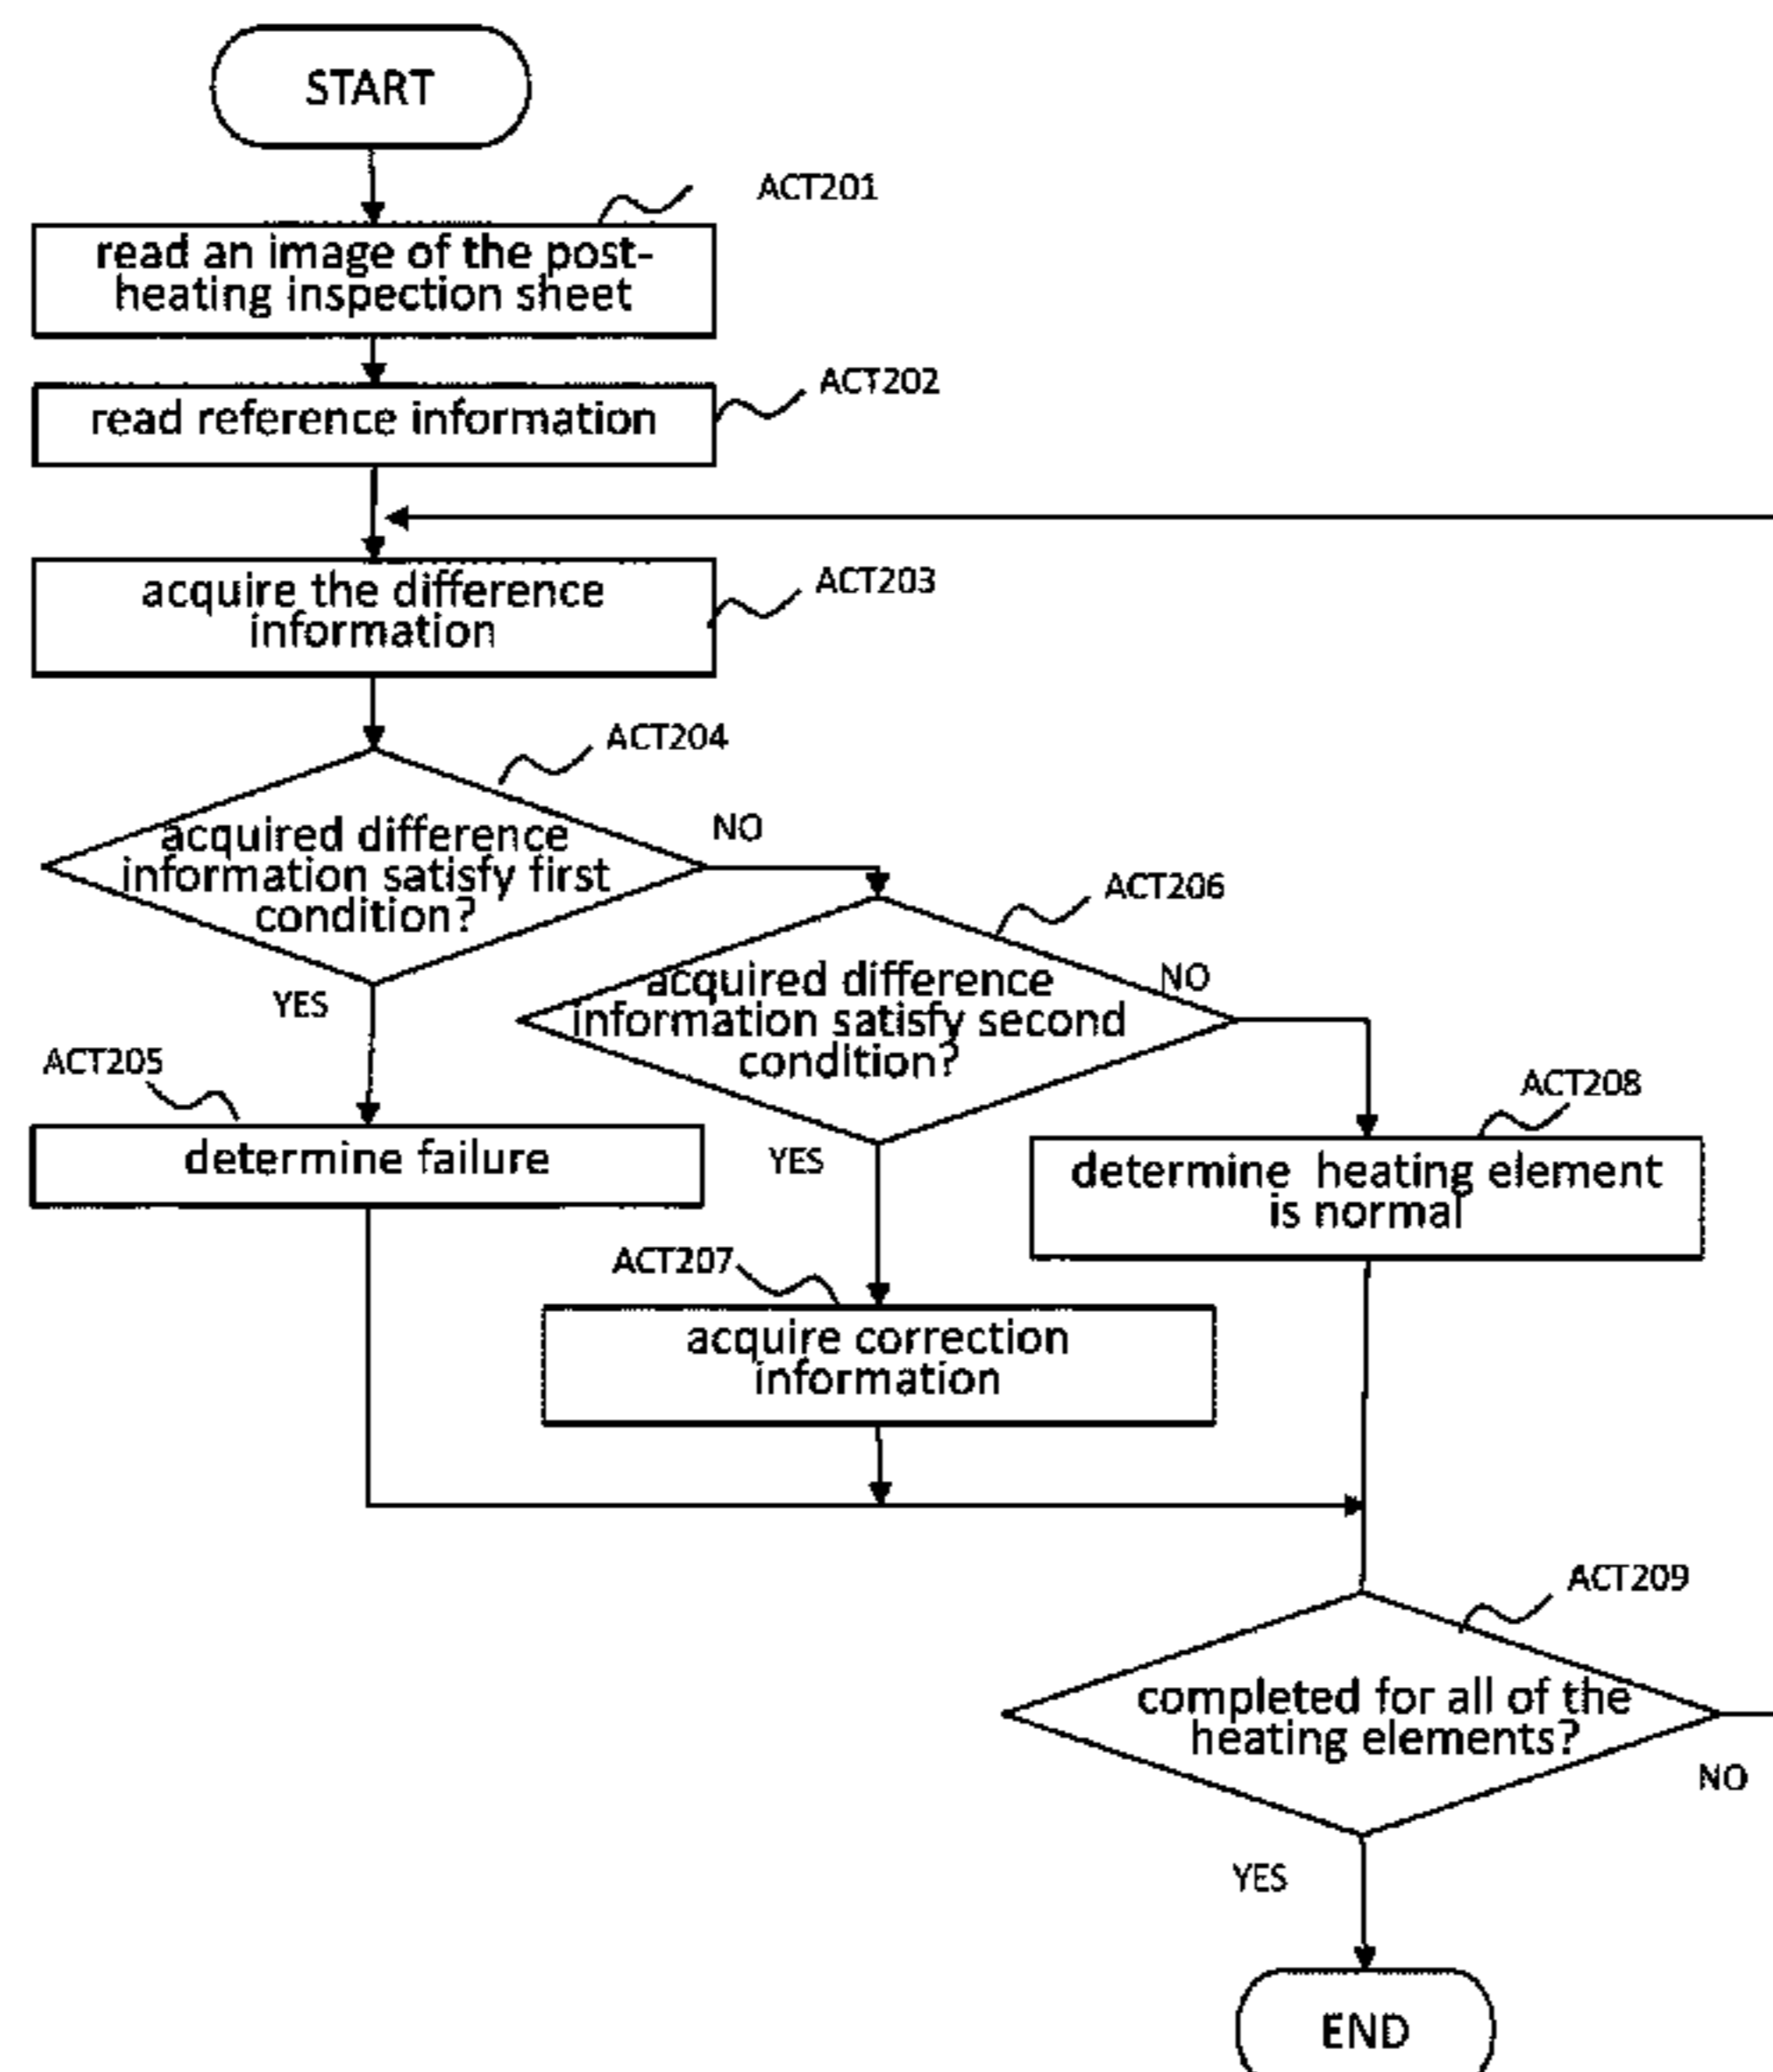 START
ACT201
read an image of the post-
heating inspection sheet
ACT202
read reference information
ACT203
acquire the difference
information
ACT204
acquired difference
information satisfy first
condition?
NO
YES
ACT206
acquired difference
information satisfy second
condition?
NO
YES
ACT205
determine failure
ACT208
determine heating element
is normal
ACT207
acquire correction
information
ACT209
completed for all of the
heating elements?
NO
YES
END